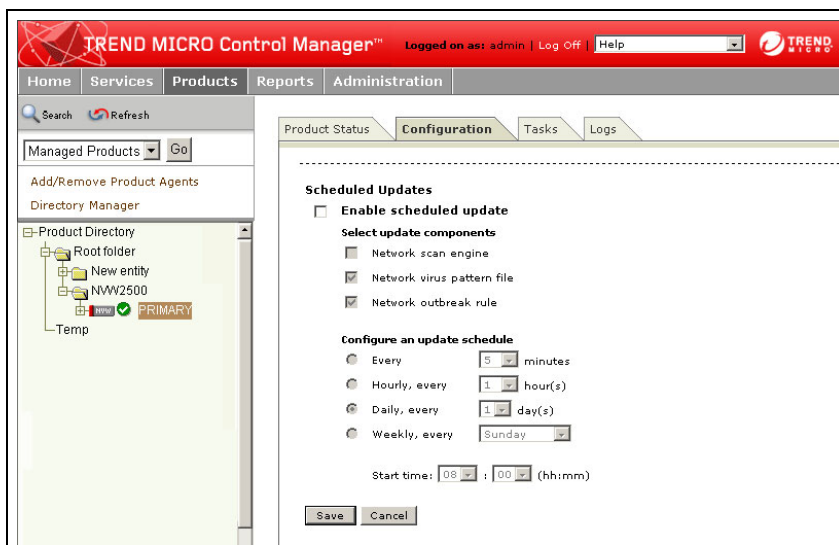 TREND MICRO Control Manager™ Logged on as: admin | Log Off | Help TREND MICRO
Home Services Products Reports Administration
Search Refresh
Managed Products Go
Add/Remove Product Agents
Directory Manager
Product Directory
Root folder
New entity
NVW2500
NVW PRIMARY
Temp
Product Status Configuration Tasks Logs
Scheduled Updates
Enable scheduled update
Select update components
Network scan engine
Network virus pattern file
Network outbreak rule
Configure an update schedule
Every 5 minutes
Hourly, every 1 hour(s)
Daily, every 1 day(s)
Weekly, every Sunday
Start time: 08 : 00 (hh:mm)
Save Cancel